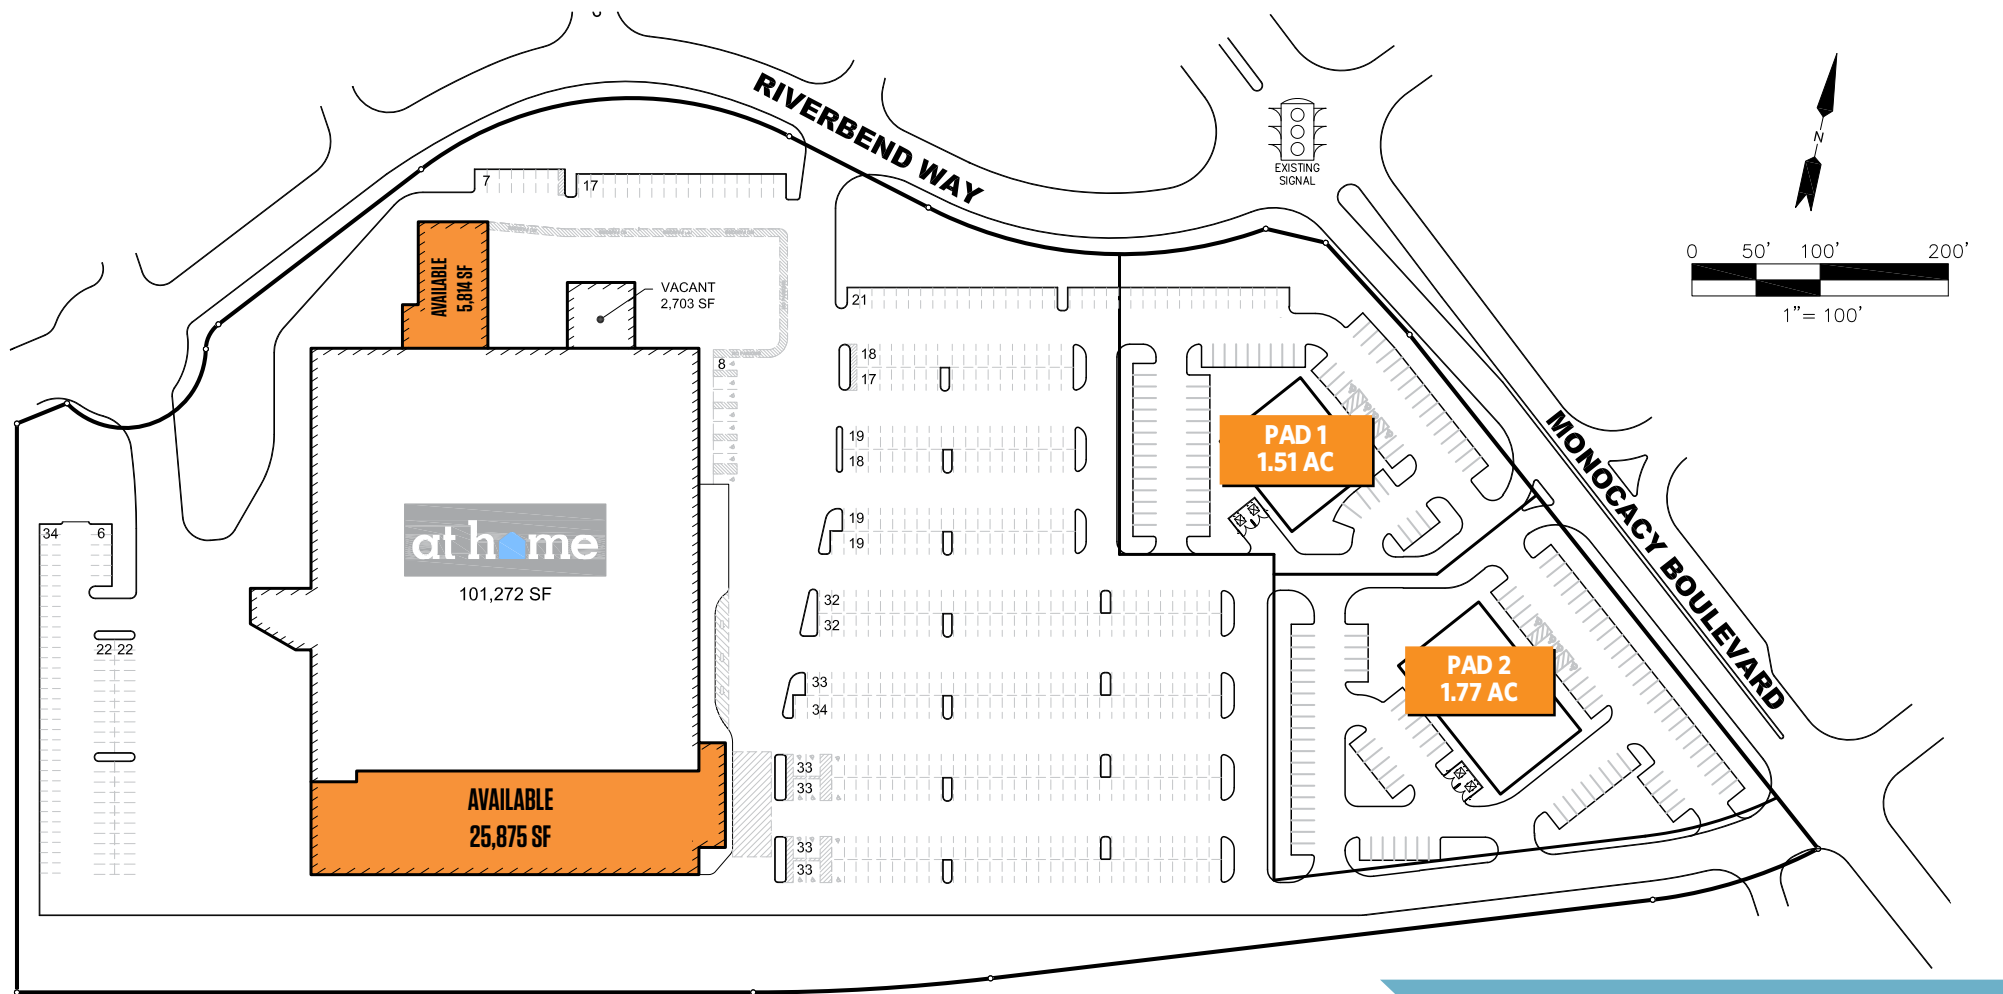 RIVERBEND WAY
EXISTING
SIGNAL
N
0 50' 100' 200'
1"= 100'
7
17
AVAILABLE
5,814 SF
VACANT
2,703 SF
8
21
18
17
19
18
19
19
32
32
33
34
33
33
33
33
PAD 1
1.51 AC
MONOCACY BOULEVARD
PAD 2
1.77 AC
34
6
22 22
at home
101,272 SF
AVAILABLE
25,875 SF